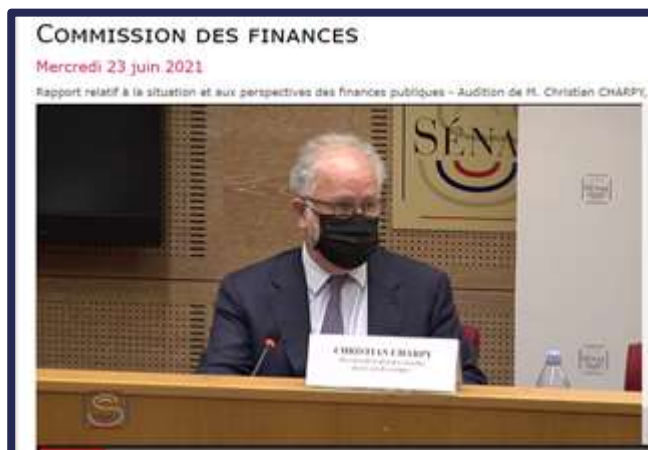 COMMISSION DES FINANCES
Mercredi 23 juin 2021
Rapport relatif à la situation et aux perspectives des finances publiques - Audition de M. Christian CHARPY,
SÉNA
CHRISTIAN CHARPY
S